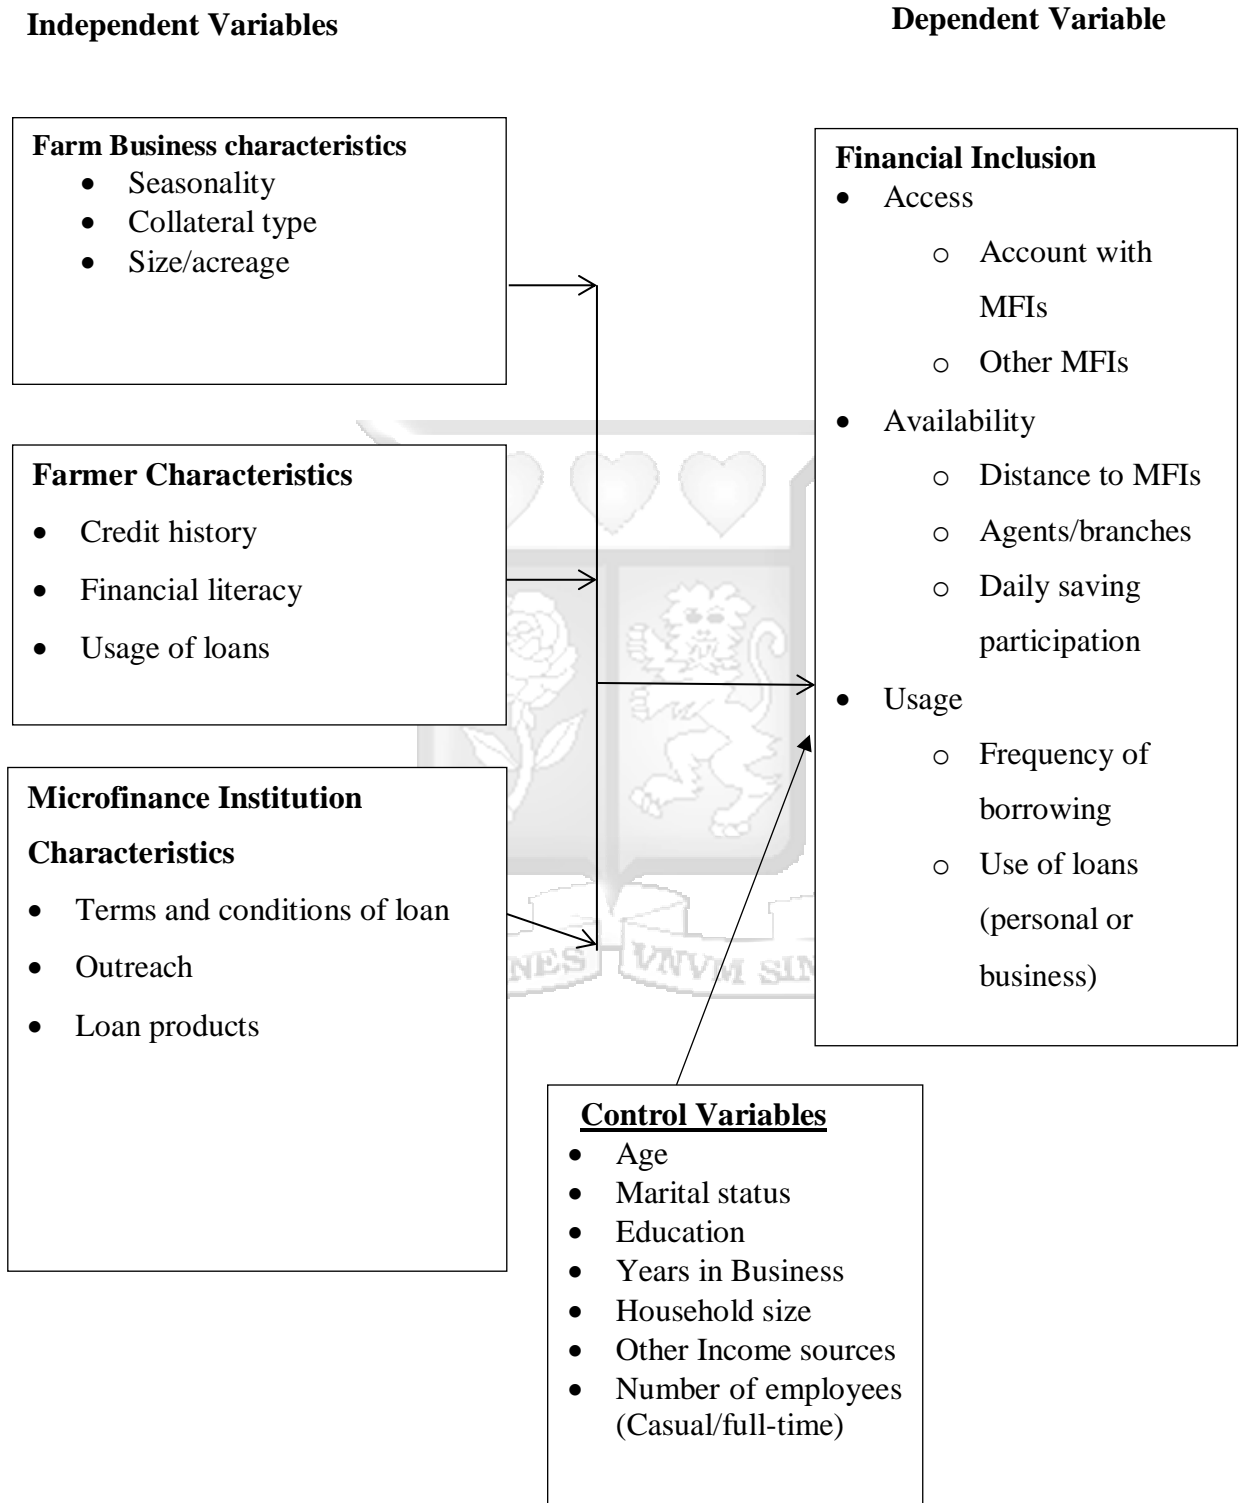 Independent Variables
Dependent Variable
Farm Business characteristics
• Seasonality
• Collateral type
• Size/acreage
Farmer Characteristics
• Credit history
• Financial literacy
• Usage of loans
Microfinance Institution
Characteristics
• Terms and conditions of loan
• Outreach
• Loan products
Financial Inclusion
• Access
o Account with
MFIs
o Other MFIs
• Availability
o Distance to MFIs
o Agents/branches
o Daily saving
participation
• Usage
o Frequency of
borrowing
o Use of loans
(personal or
business)
Control Variables
• Age
• Marital status
• Education
• Years in Business
• Household size
• Other Income sources
• Number of employees
(Casual/full-time)
NES VNVM SIN